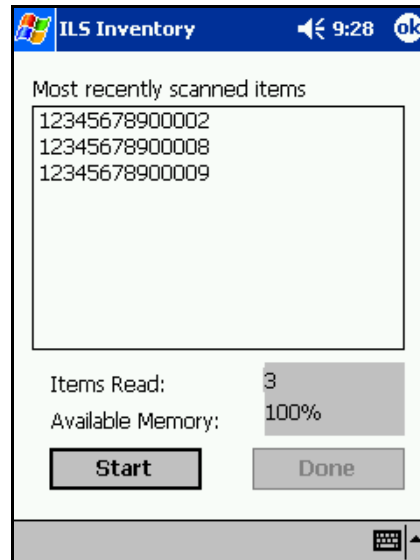 ILS Inventory 9:28 ok
Most recently scanned items
12345678900002
12345678900008
12345678900009
Items Read: 3
Available Memory: 100%
Start Done